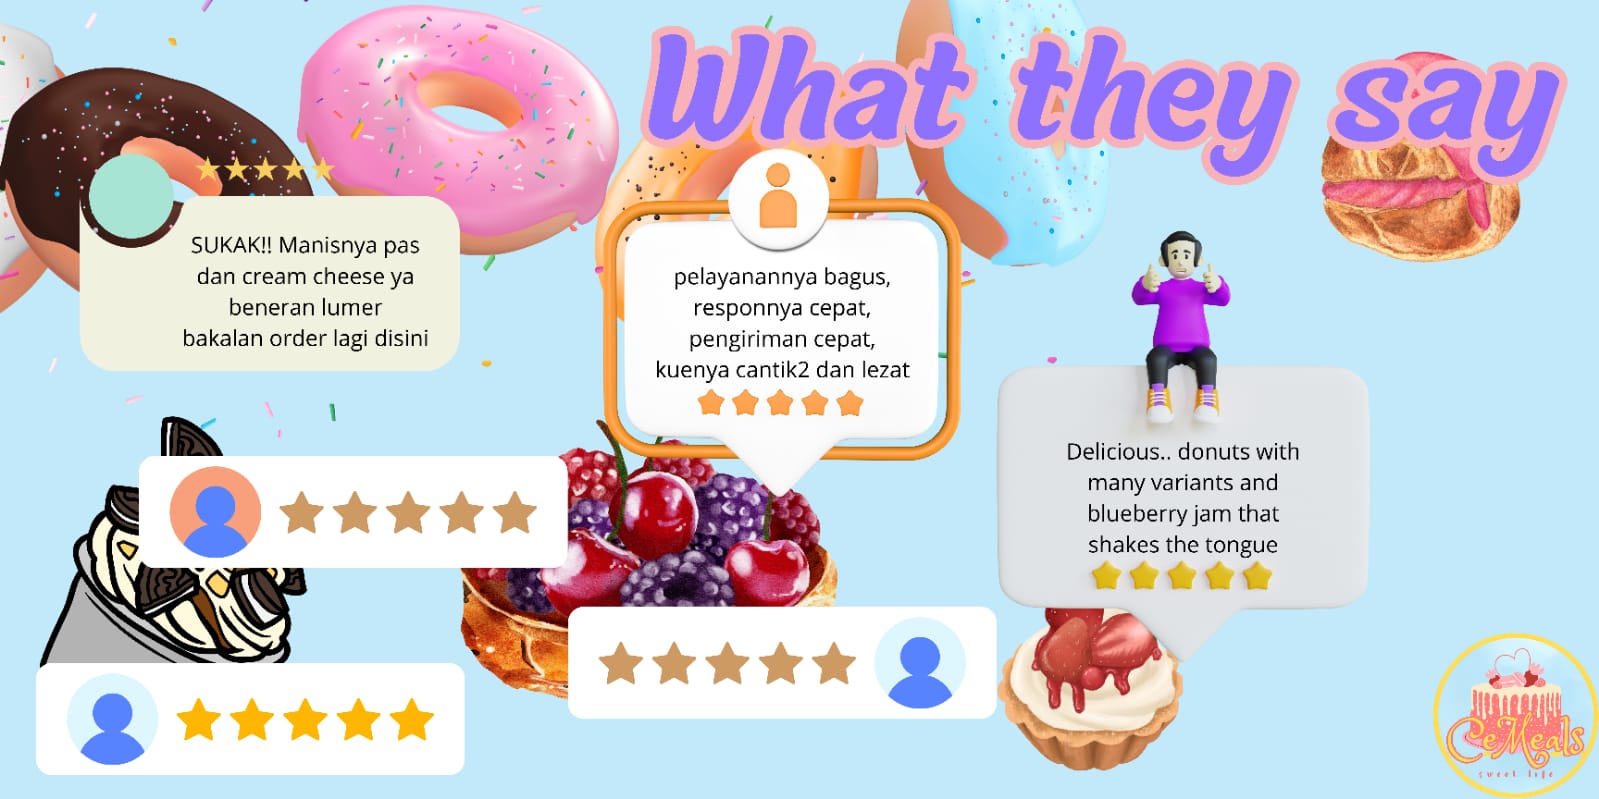 What they say
SUKAK!! Manisnya pas
dan cream cheese ya
beneran lumer
bakalan order lagi disini
pelayanannya bagus,
responnya cepat,
pengiriman cepat,
kuenya cantik2 dan lezat
Delicious.. donuts with
many variants and
blueberry jam that
shakes the tongue
CeMeals
sweet life